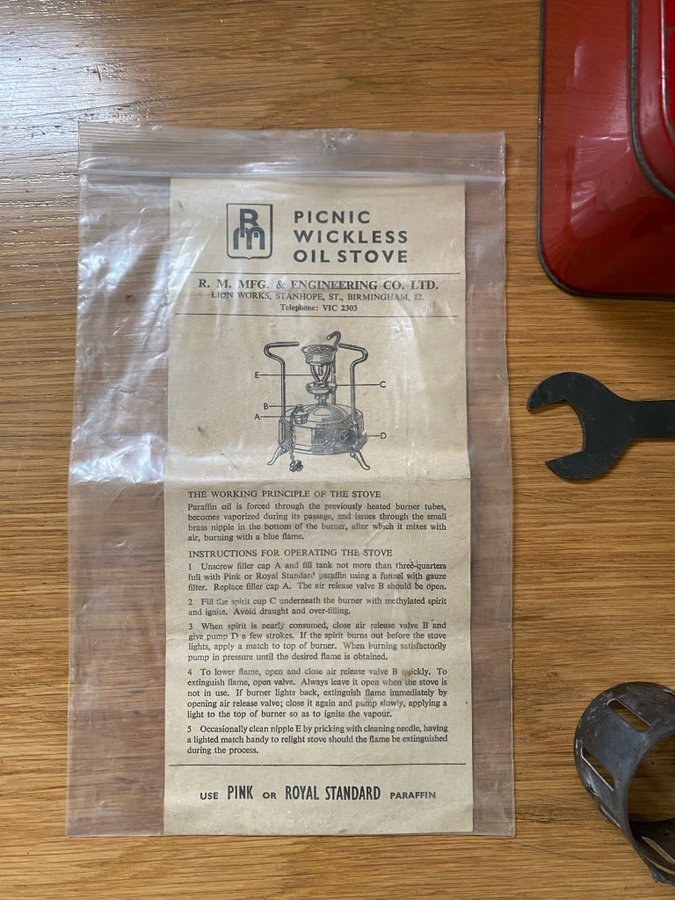 RM
PICNIC
WICKLESS
OIL STOVE
R. M. MFG. & ENGINEERING CO. LTD.
LION WORKS, STANHOPE, ST., BIRMINGHAM, 12.
Telephone: VIC 2303
E
C
B
A
D
THE WORKING PRINCIPLE OF THE STOVE
Paraffin oil is forced through the previously heated burner tubes,
becomes vaporized during its passage, and issues through the small
brass nipple in the bottom of the burner, after which it mixes with
air, burning with a blue flame.
INSTRUCTIONS FOR OPERATING THE STOVE
1 Unscrew filler cap A and fill tank not more than three-quarters
full with Pink or Royal Standard paraffin using a funnel with gauze
filter. Replace filler cap A. The air release valve B should be open.
2 Fill the spirit cup C underneath the burner with methylated spirit
and ignite. Avoid draught and over-filling.
3 When spirit is nearly consumed, close air release valve B and
give pump D a few strokes. If the spirit burns out before the stove
lights, apply a match to top of burner. When burning satisfactorily
pump in pressure until the desired flame is obtained.
4 To lower flame, open and close air release valve B quickly. To
extinguish flame, open valve. Always leave it open when the stove is
not in use. If burner lights back, extinguish flame immediately by
opening air release valve; close it again and pump slowly, applying a
light to the top of burner so as to ignite the vapour.
5 Occasionally clean nipple E by pricking with cleaning needle, having
a lighted match handy to relight stove should the flame be extinguished
during the process.
USE PINK OR ROYAL STANDARD PARAFFIN